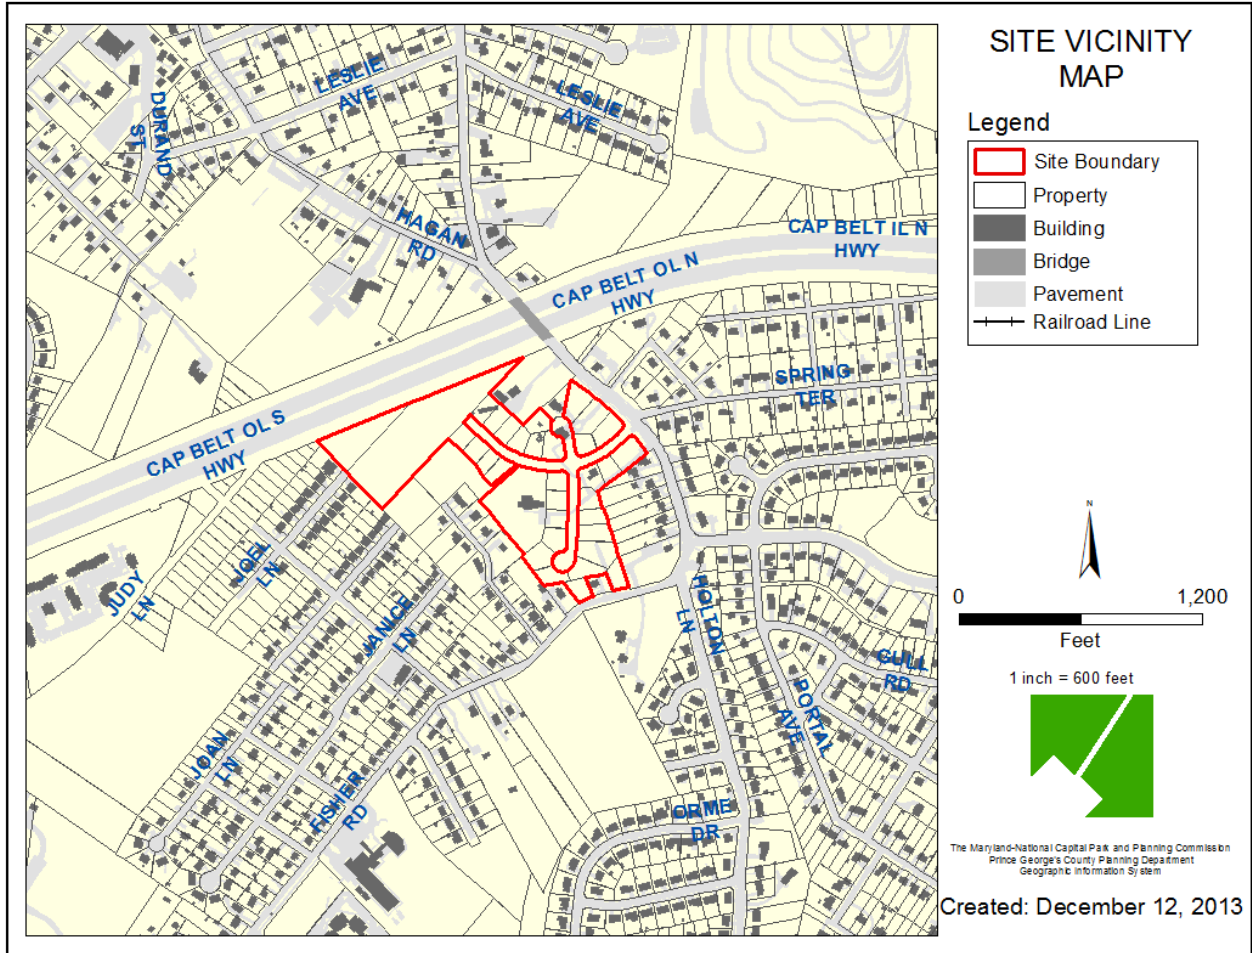 SITE VICINITY
MAP
Legend
Site Boundary
Property
Building
Bridge
Pavement
Railroad Line
LESLIE
AVE
LESLIE
AVE
DURAND
ST
HAGAN
RD
CAP BELT IL N
HWY
CAP BELT OL N
HWY
SPRING
TER
CAP BELT OL S
HWY
JOEL
LN
JUDY
LN
JANICE
LN
HOLTON
LN
GULL
RD
PORTAL
AVE
JOAN
LN
FISHER
RD
ORME
DR
N
0 1,200
Feet
1 inch = 600 feet
The Maryland-National Capital Park and Planning Commission
Prince George's County Planning Department
Geographic Information System
Created: December 12, 2013